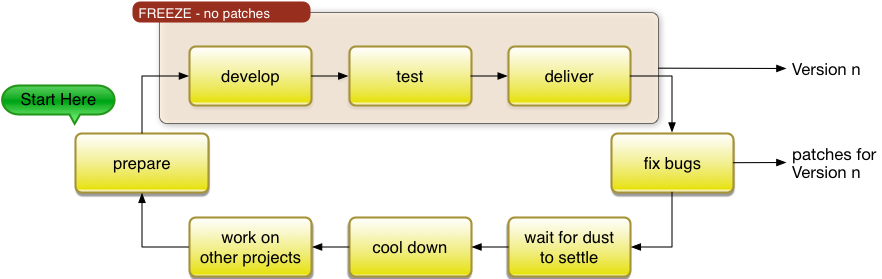 FREEZE - no patches
develop
test
deliver
Version n
Start Here
prepare
fix bugs
patches for
Version n
work on
other projects
cool down
wait for dust
to settle